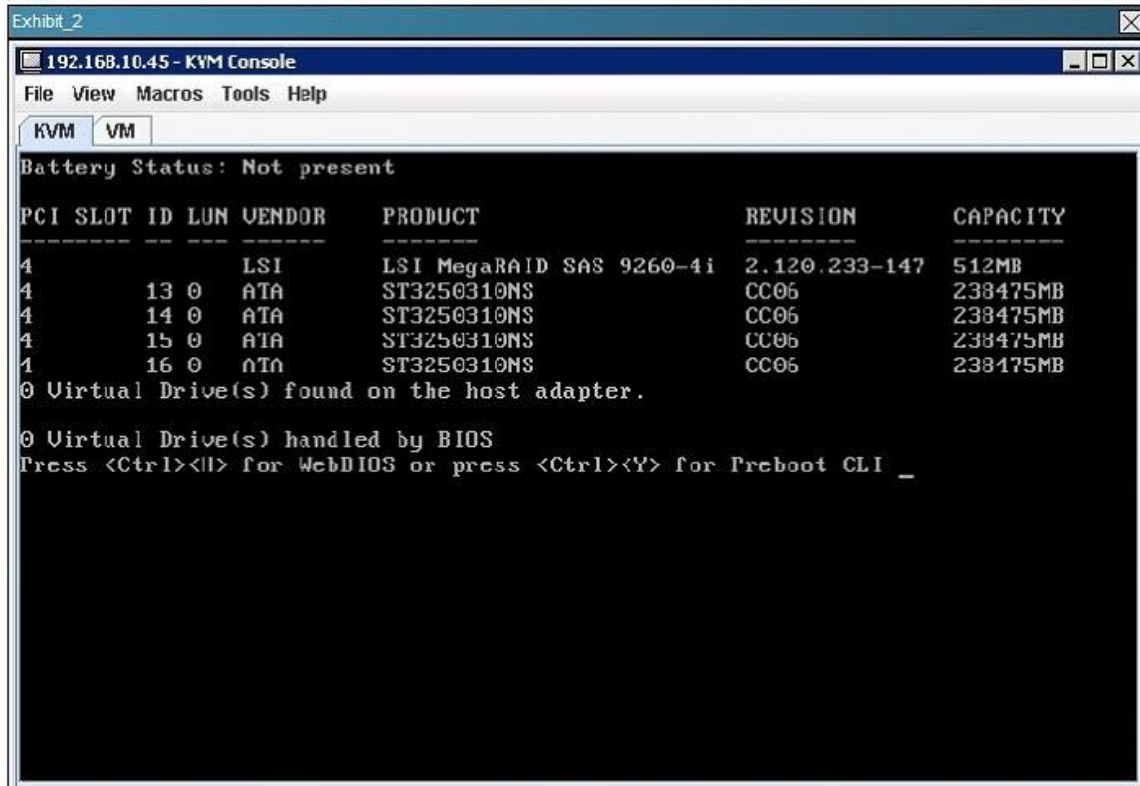 Exhibit_2
192.168.10.45 - KVM Console
File View Macros Tools Help
KVM VM
Battery Status: Not present
PCI SLOT ID LUN VENDOR PRODUCT REVISION CAPACITY
-------- -- --- ------ ------- -------- --------
4 LSI LSI MegaRAID SAS 9260-4i 2.120.233-147 512MB
4 13 0 ATA ST3250310NS CC06 238475MB
4 14 0 ATA ST3250310NS CC06 238475MB
4 15 0 ATA ST3250310NS CC06 238475MB
4 16 0 ATA ST3250310NS CC06 238475MB
0 Virtual Drive(s) found on the host adapter.
0 Virtual Drive(s) handled by BIOS
Press <Ctrl><H> for WebBIOS or press <Ctrl><Y> for Preboot CLI _